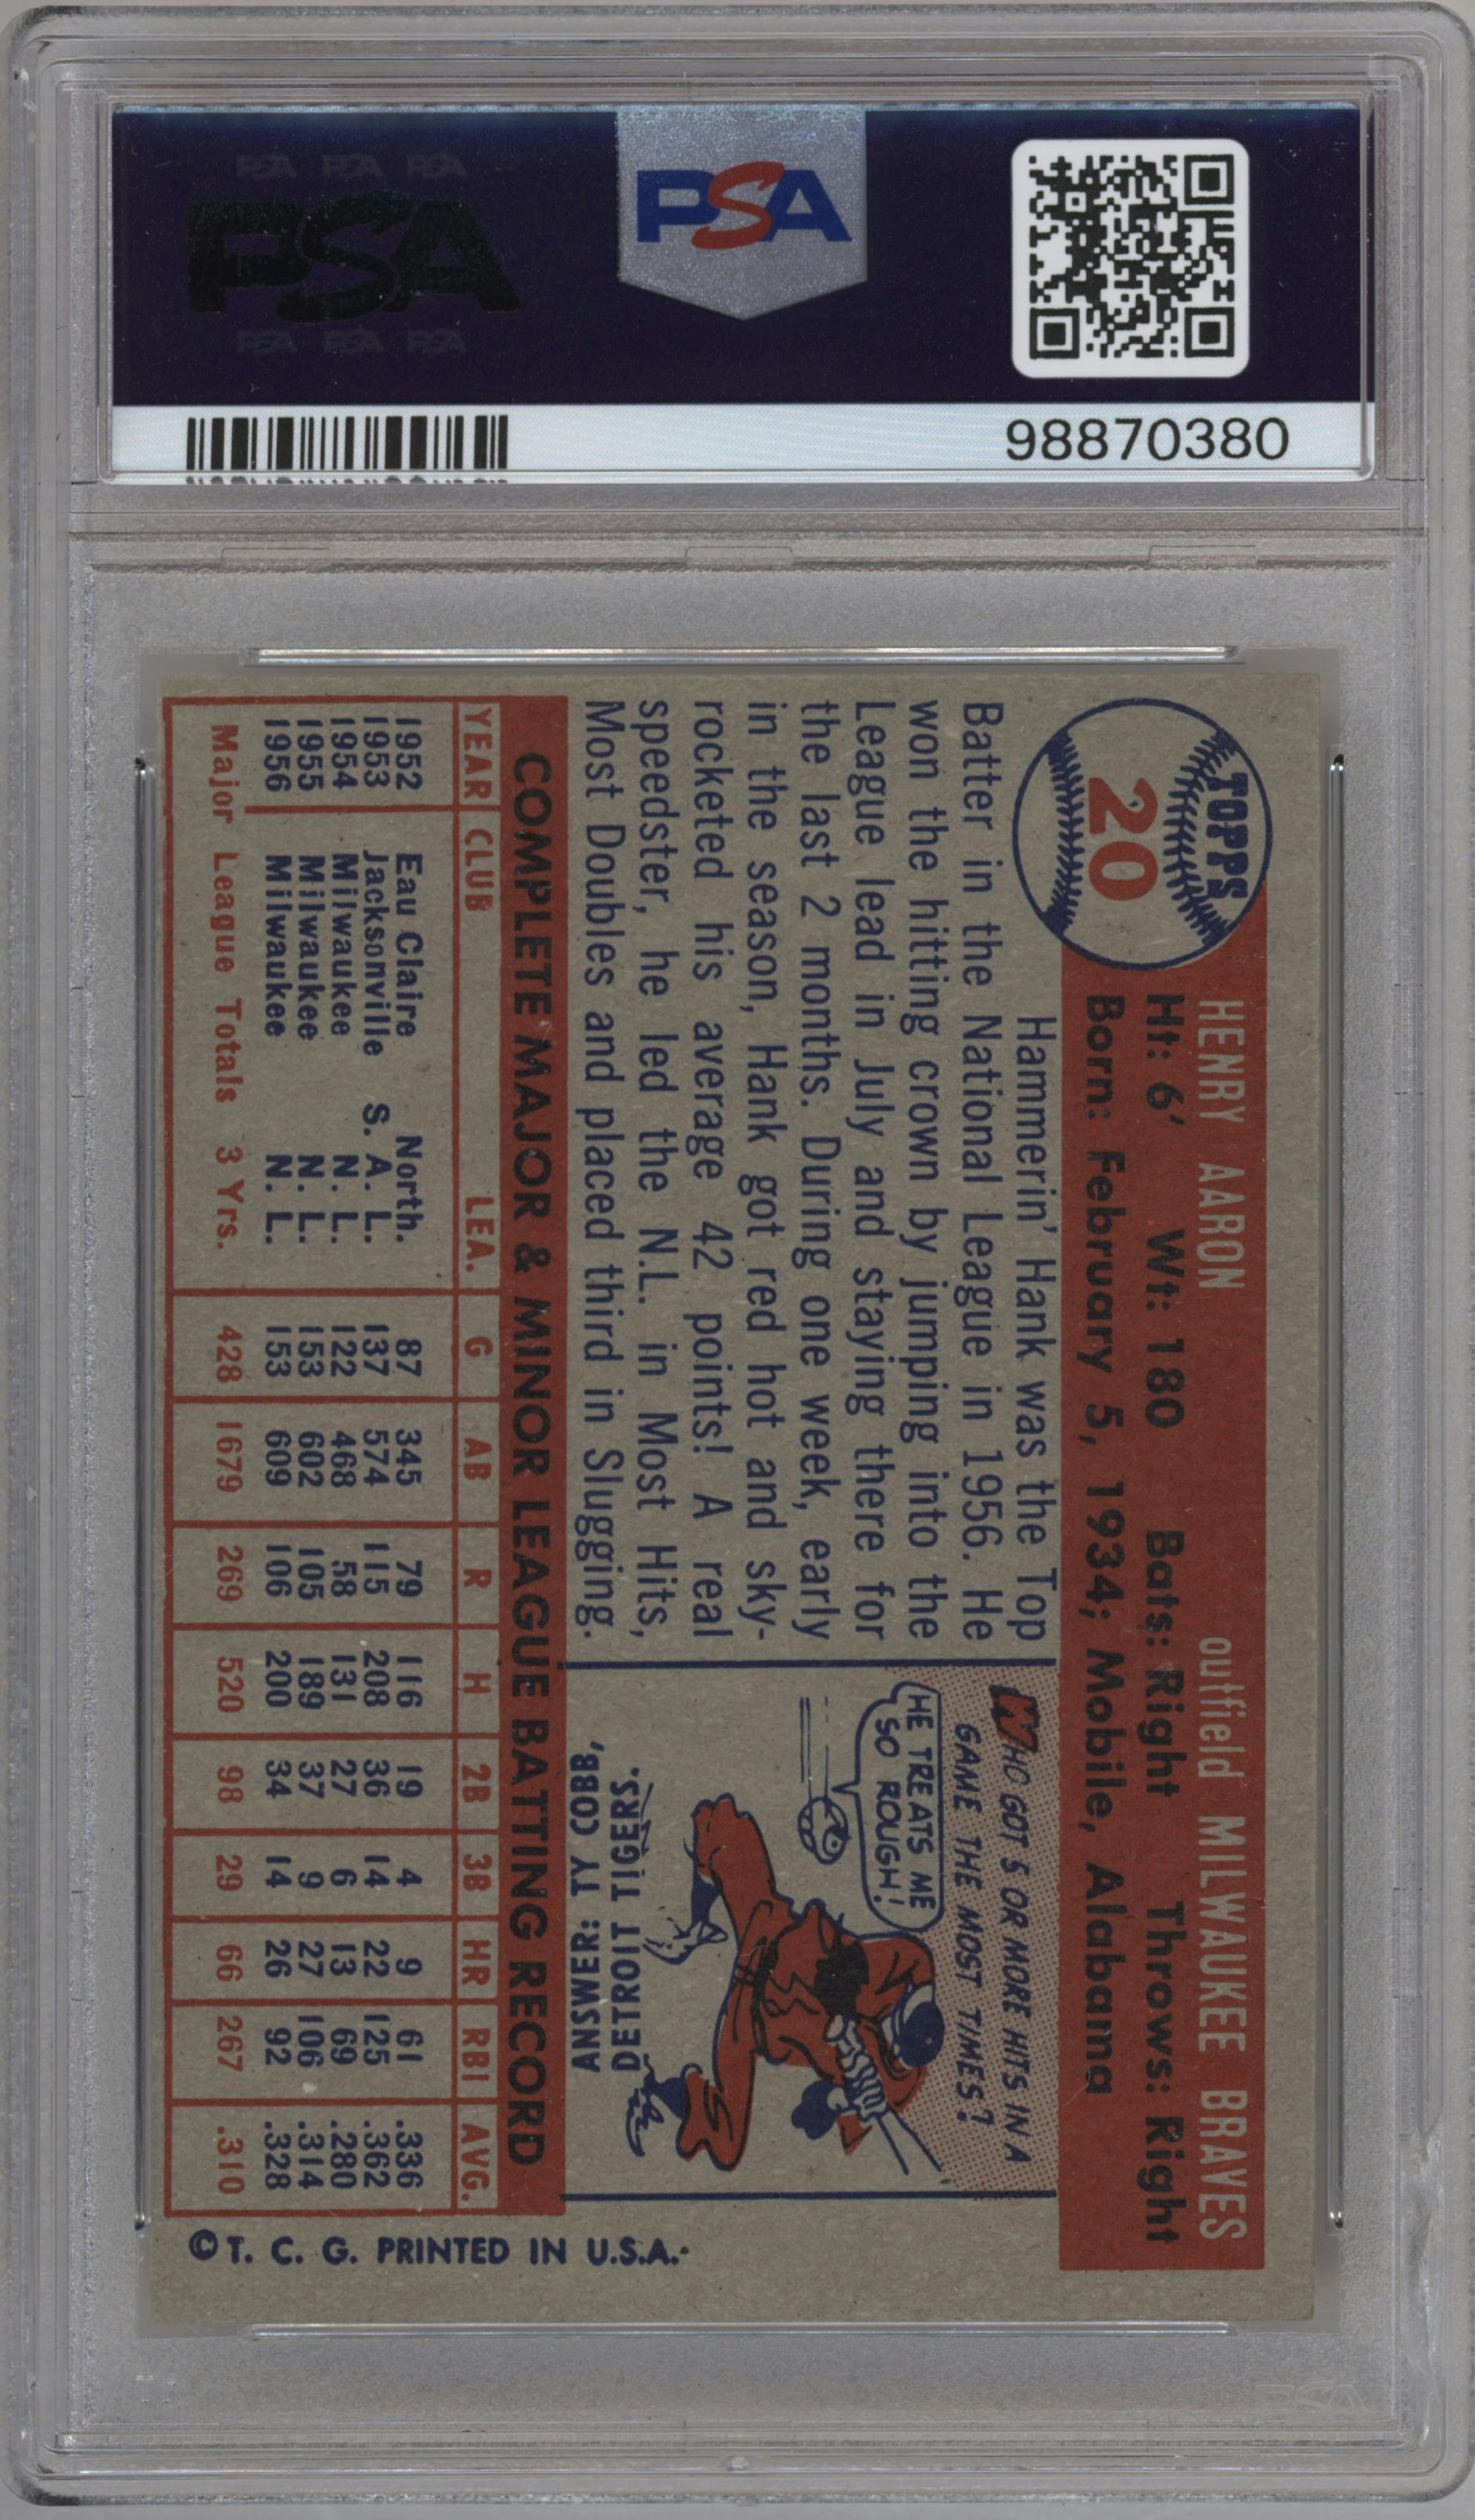 PSA PSA PSA
PSA
PSA PSA PSA
PSA
98870380
TOPPS
20
HENRY AARON outfield MILWAUKEE BRAVES
Ht: 6' Wt: 180 Bats: Right Throws: Right
Born: February 5, 1934; Mobile, Alabama
Hammerin' Hank was the Top
Batter in the National League in 1956. He
won the hitting crown by jumping into the
League lead in July and staying there for
the last 2 months. During one week, early
in the season, Hank got red hot and sky-
rocketed his average 42 points! A real
speedster, he led the N.L. in Most Hits,
Most Doubles and placed third in Slugging.
WHO GOT 5 OR MORE HITS IN A
GAME THE MOST TIMES?
HE TREATS ME
SO ROUGH!
DETROIT TIGERS.
ANSWER: TY COBB,
COMPLETE MAJOR & MINOR LEAGUE BATTING RECORD
YEAR CLUB LEA. G AB R H 2B 3B HR RBI AVG.
1952 Eau Claire North. 87 345 79 116 19 4 9 61 .336
1953 Jacksonville S. A. L. 137 574 115 208 36 14 22 125 .362
1954 Milwaukee N. L. 122 468 58 131 27 6 13 69 .280
1955 Milwaukee N. L. 153 602 105 189 37 9 27 106 .314
1956 Milwaukee N. L. 153 609 106 200 34 14 26 92 .328
Major League Totals 3 Yrs. 428 1679 269 520 98 29 66 267 .310
© T. C. G. PRINTED IN U.S.A.
PSA